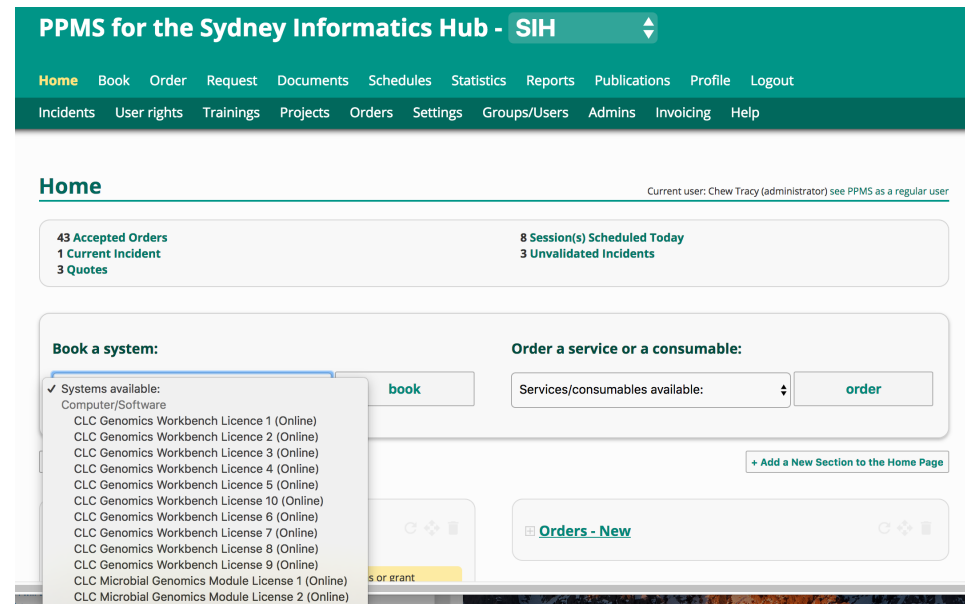 PPMS for the Sydney Informatics Hub - SIH
Home Book Order Request Documents Schedules Statistics Reports Publications Profile Logout
Incidents User rights Trainings Projects Orders Settings Groups/Users Admins Invoicing Help
Home
Current user: Chew Tracy (administrator) see PPMS as a regular user
43 Accepted Orders
1 Current Incident
3 Quotes
8 Session(s) Scheduled Today
3 Unvalidated Incidents
Book a system:
book
✓ Systems available:
Computer/Software
CLC Genomics Workbench Licence 1 (Online)
CLC Genomics Workbench Licence 2 (Online)
CLC Genomics Workbench Licence 3 (Online)
CLC Genomics Workbench Licence 4 (Online)
CLC Genomics Workbench Licence 5 (Online)
CLC Genomics Workbench License 10 (Online)
CLC Genomics Workbench License 6 (Online)
CLC Genomics Workbench License 7 (Online)
CLC Genomics Workbench License 8 (Online)
CLC Genomics Workbench License 9 (Online)
CLC Microbial Genomics Module License 1 (Online)
CLC Microbial Genomics Module License 2 (Online)
Order a service or a consumable:
Services/consumables available:
order
+ Add a New Section to the Home Page
Orders - New
s or grant